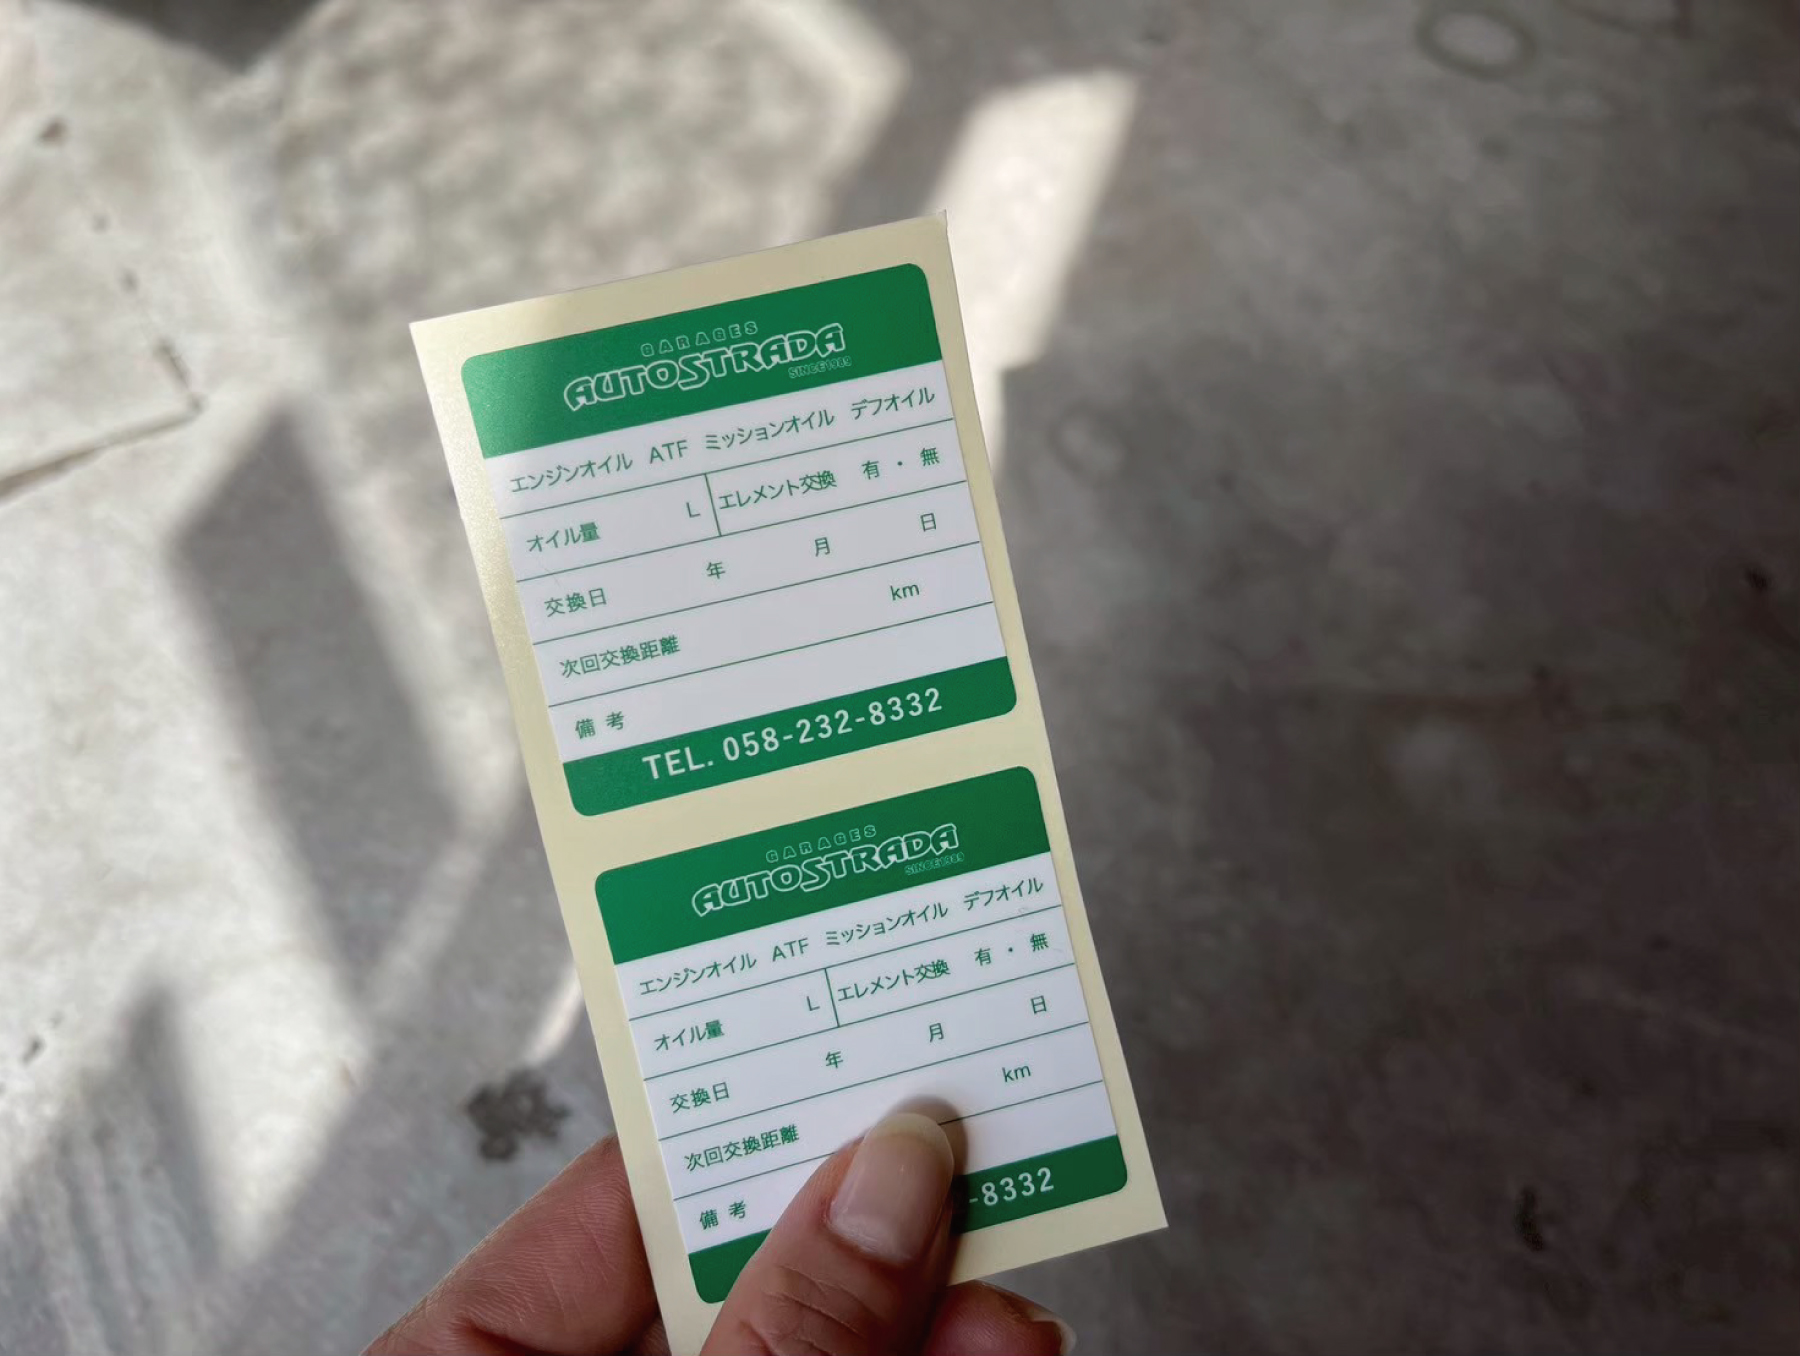 GARAGES
AUTOSTRADA
SINCE1989
エンジンオイル ATF ミッションオイル デフオイル
オイル量 L エレメント交換 有・無
交換日 年 月 日
次回交換距離 km
備考
TEL. 058-232-8332
GARAGES
AUTOSTRADA
SINCE1989
エンジンオイル ATF ミッションオイル デフオイル
オイル量 L エレメント交換 有・無
交換日 年 月 日
次回交換距離 km
備考
-8332